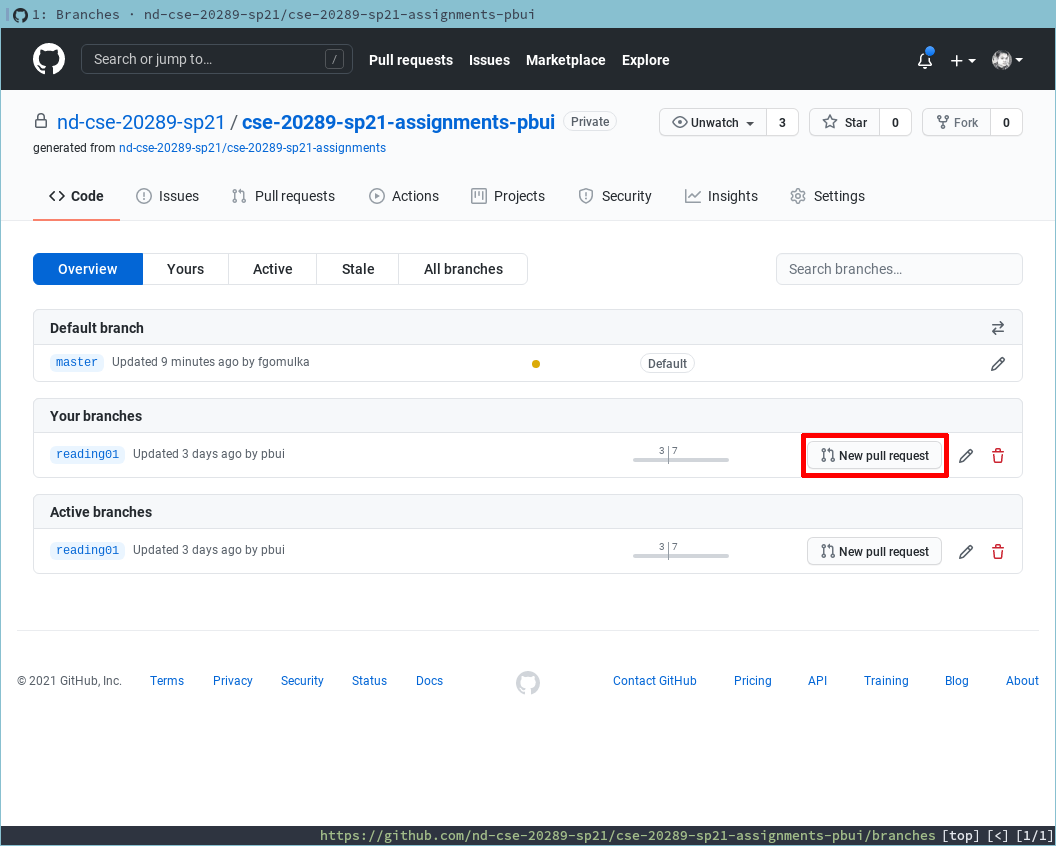 1: Branches · nd-cse-20289-sp21/cse-20289-sp21-assignments-pbui
Search or jump to… / Pull requests Issues Marketplace Explore
nd-cse-20289-sp21 / cse-20289-sp21-assignments-pbui Private Unwatch 3 Star 0 Fork 0
generated from nd-cse-20289-sp21/cse-20289-sp21-assignments
Code Issues Pull requests Actions Projects Security Insights Settings
Overview Yours Active Stale All branches Search branches…
Default branch
master Updated 9 minutes ago by fgomulka Default
Your branches
reading01 Updated 3 days ago by pbui 3 7 New pull request
Active branches
reading01 Updated 3 days ago by pbui 3 7 New pull request
© 2021 GitHub, Inc. Terms Privacy Security Status Docs Contact GitHub Pricing API Training Blog About
https://github.com/nd-cse-20289-sp21/cse-20289-sp21-assignments-pbui/branches [top] [<] [1/1]